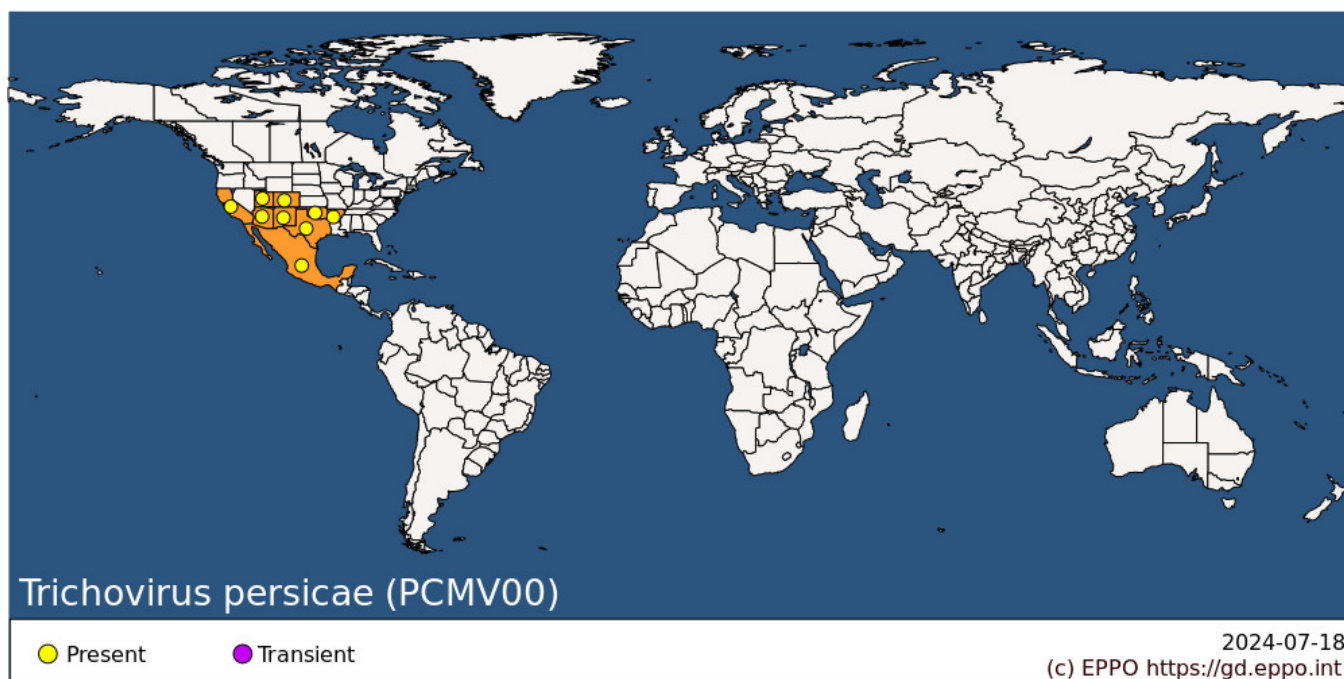 Trichovirus persicae (PCMV00)
Present
Transient
2024-07-18
(c) EPPO https://gd.eppo.int